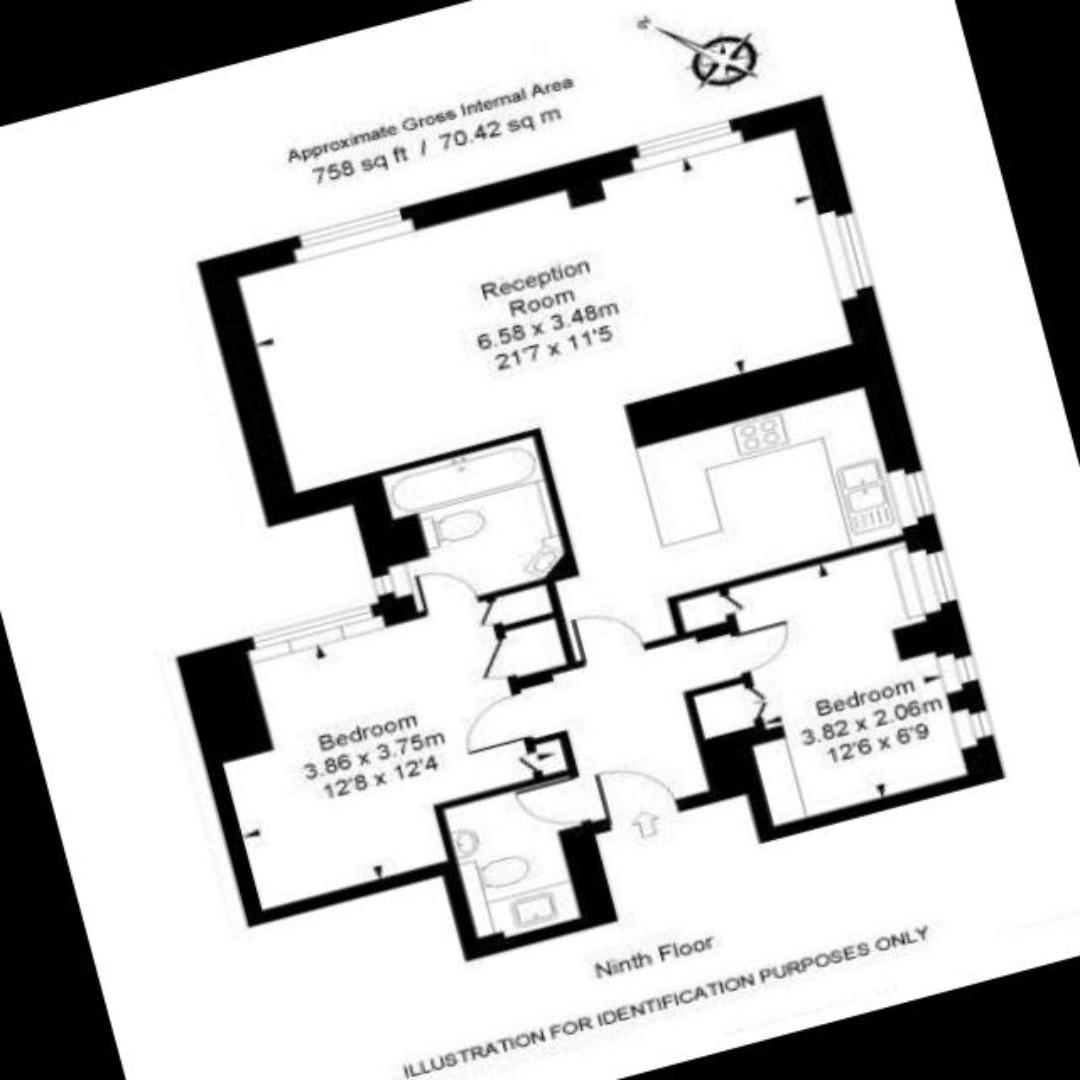 Approximate Gross Internal Area
758 sq ft / 70.42 sq m
Reception
Room
6.58 x 3.48m
21'7 x 11'5
Bedroom
3.82 x 2.06m
12'6 x 6'9
Bedroom
3.86 x 3.75m
12'8 x 12'4
Ninth Floor
ILLUSTRATION FOR IDENTIFICATION PURPOSES ONLY